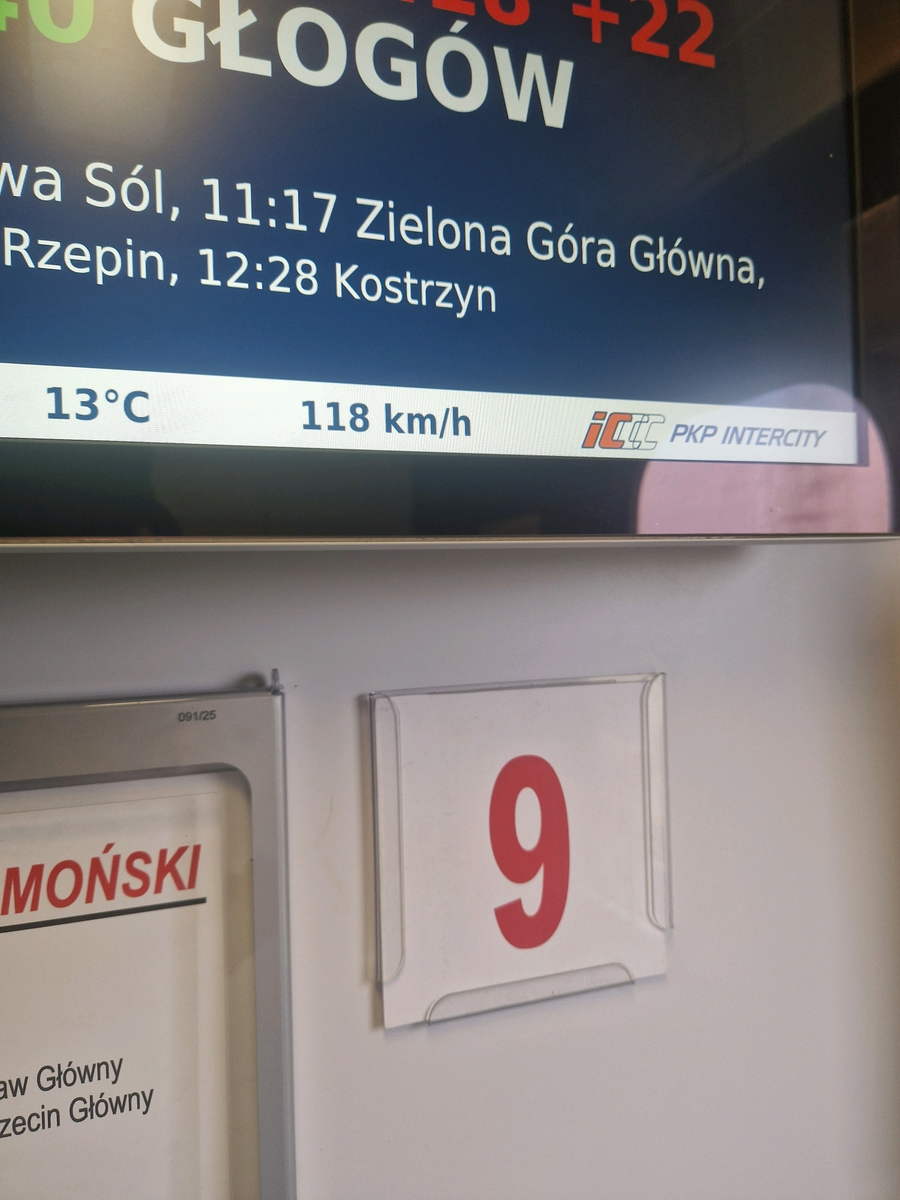 +22
GŁOGÓW
Sól, 11:17 Zielona Góra Główna,
Rzepin, 12:28 Kostrzyn
13°C 118 km/h iC PKP INTERCITY
091/25
9
MOŃSKI
aw Główny
zecin Główny